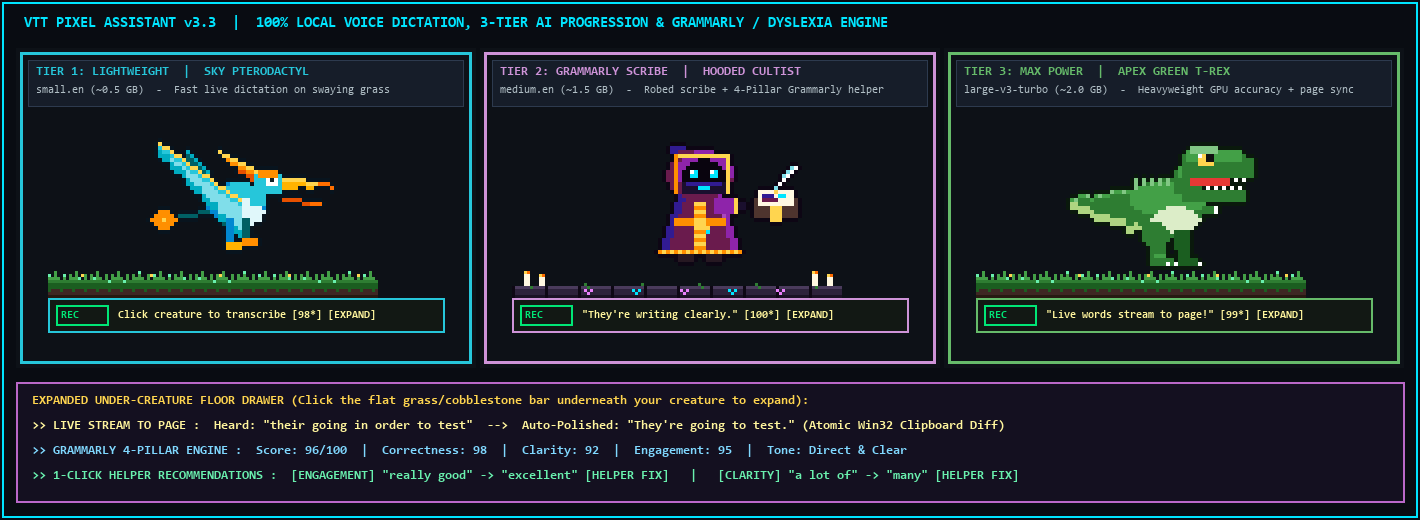 VTT PIXEL ASSISTANT v3.3 | 100% LOCAL VOICE DICTATION, 3-TIER AI PROGRESSION & GRAMMARLY / DYSLEXIA ENGINE
TIER 1: LIGHTWEIGHT | SKY PTERODACTYL
small.en (~0.5 GB) - Fast live dictation on swaying grass
REC Click creature to transcribe [98*] [EXPAND]
TIER 2: GRAMMARLY SCRIBE | HOODED CULTIST
medium.en (~1.5 GB) - Robed scribe + 4-Pillar Grammarly helper
REC "They're writing clearly." [100*] [EXPAND]
TIER 3: MAX POWER | APEX GREEN T-REX
large-v3-turbo (~2.0 GB) - Heavyweight GPU accuracy + page sync
REC "Live words stream to page!" [99*] [EXPAND]
EXPANDED UNDER-CREATURE FLOOR DRAWER (Click the flat grass/cobblestone bar underneath your creature to expand):
>> LIVE STREAM TO PAGE : Heard: "their going in order to test" --> Auto-Polished: "They're going to test." (Atomic Win32 Clipboard Diff)
>> GRAMMARLY 4-PILLAR ENGINE : Score: 96/100 | Correctness: 98 | Clarity: 92 | Engagement: 95 | Tone: Direct & Clear
>> 1-CLICK HELPER RECOMMENDATIONS : [ENGAGEMENT] "really good" -> "excellent" [HELPER FIX] | [CLARITY] "a lot of" -> "many" [HELPER FIX]